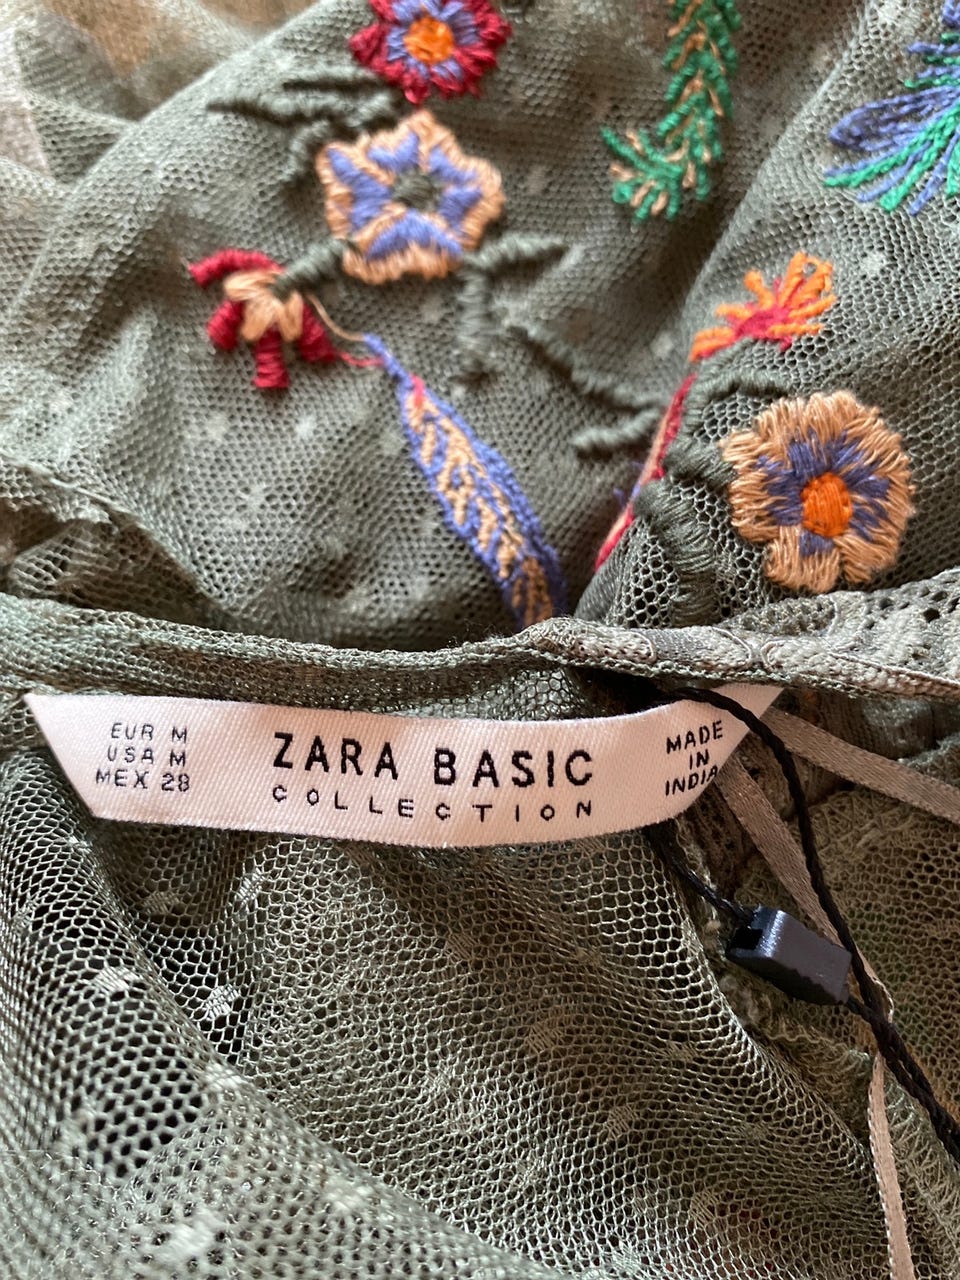 EUR M
USA M
MEX 28
ZARA BASIC
COLLECTION
MADE
IN
INDIA